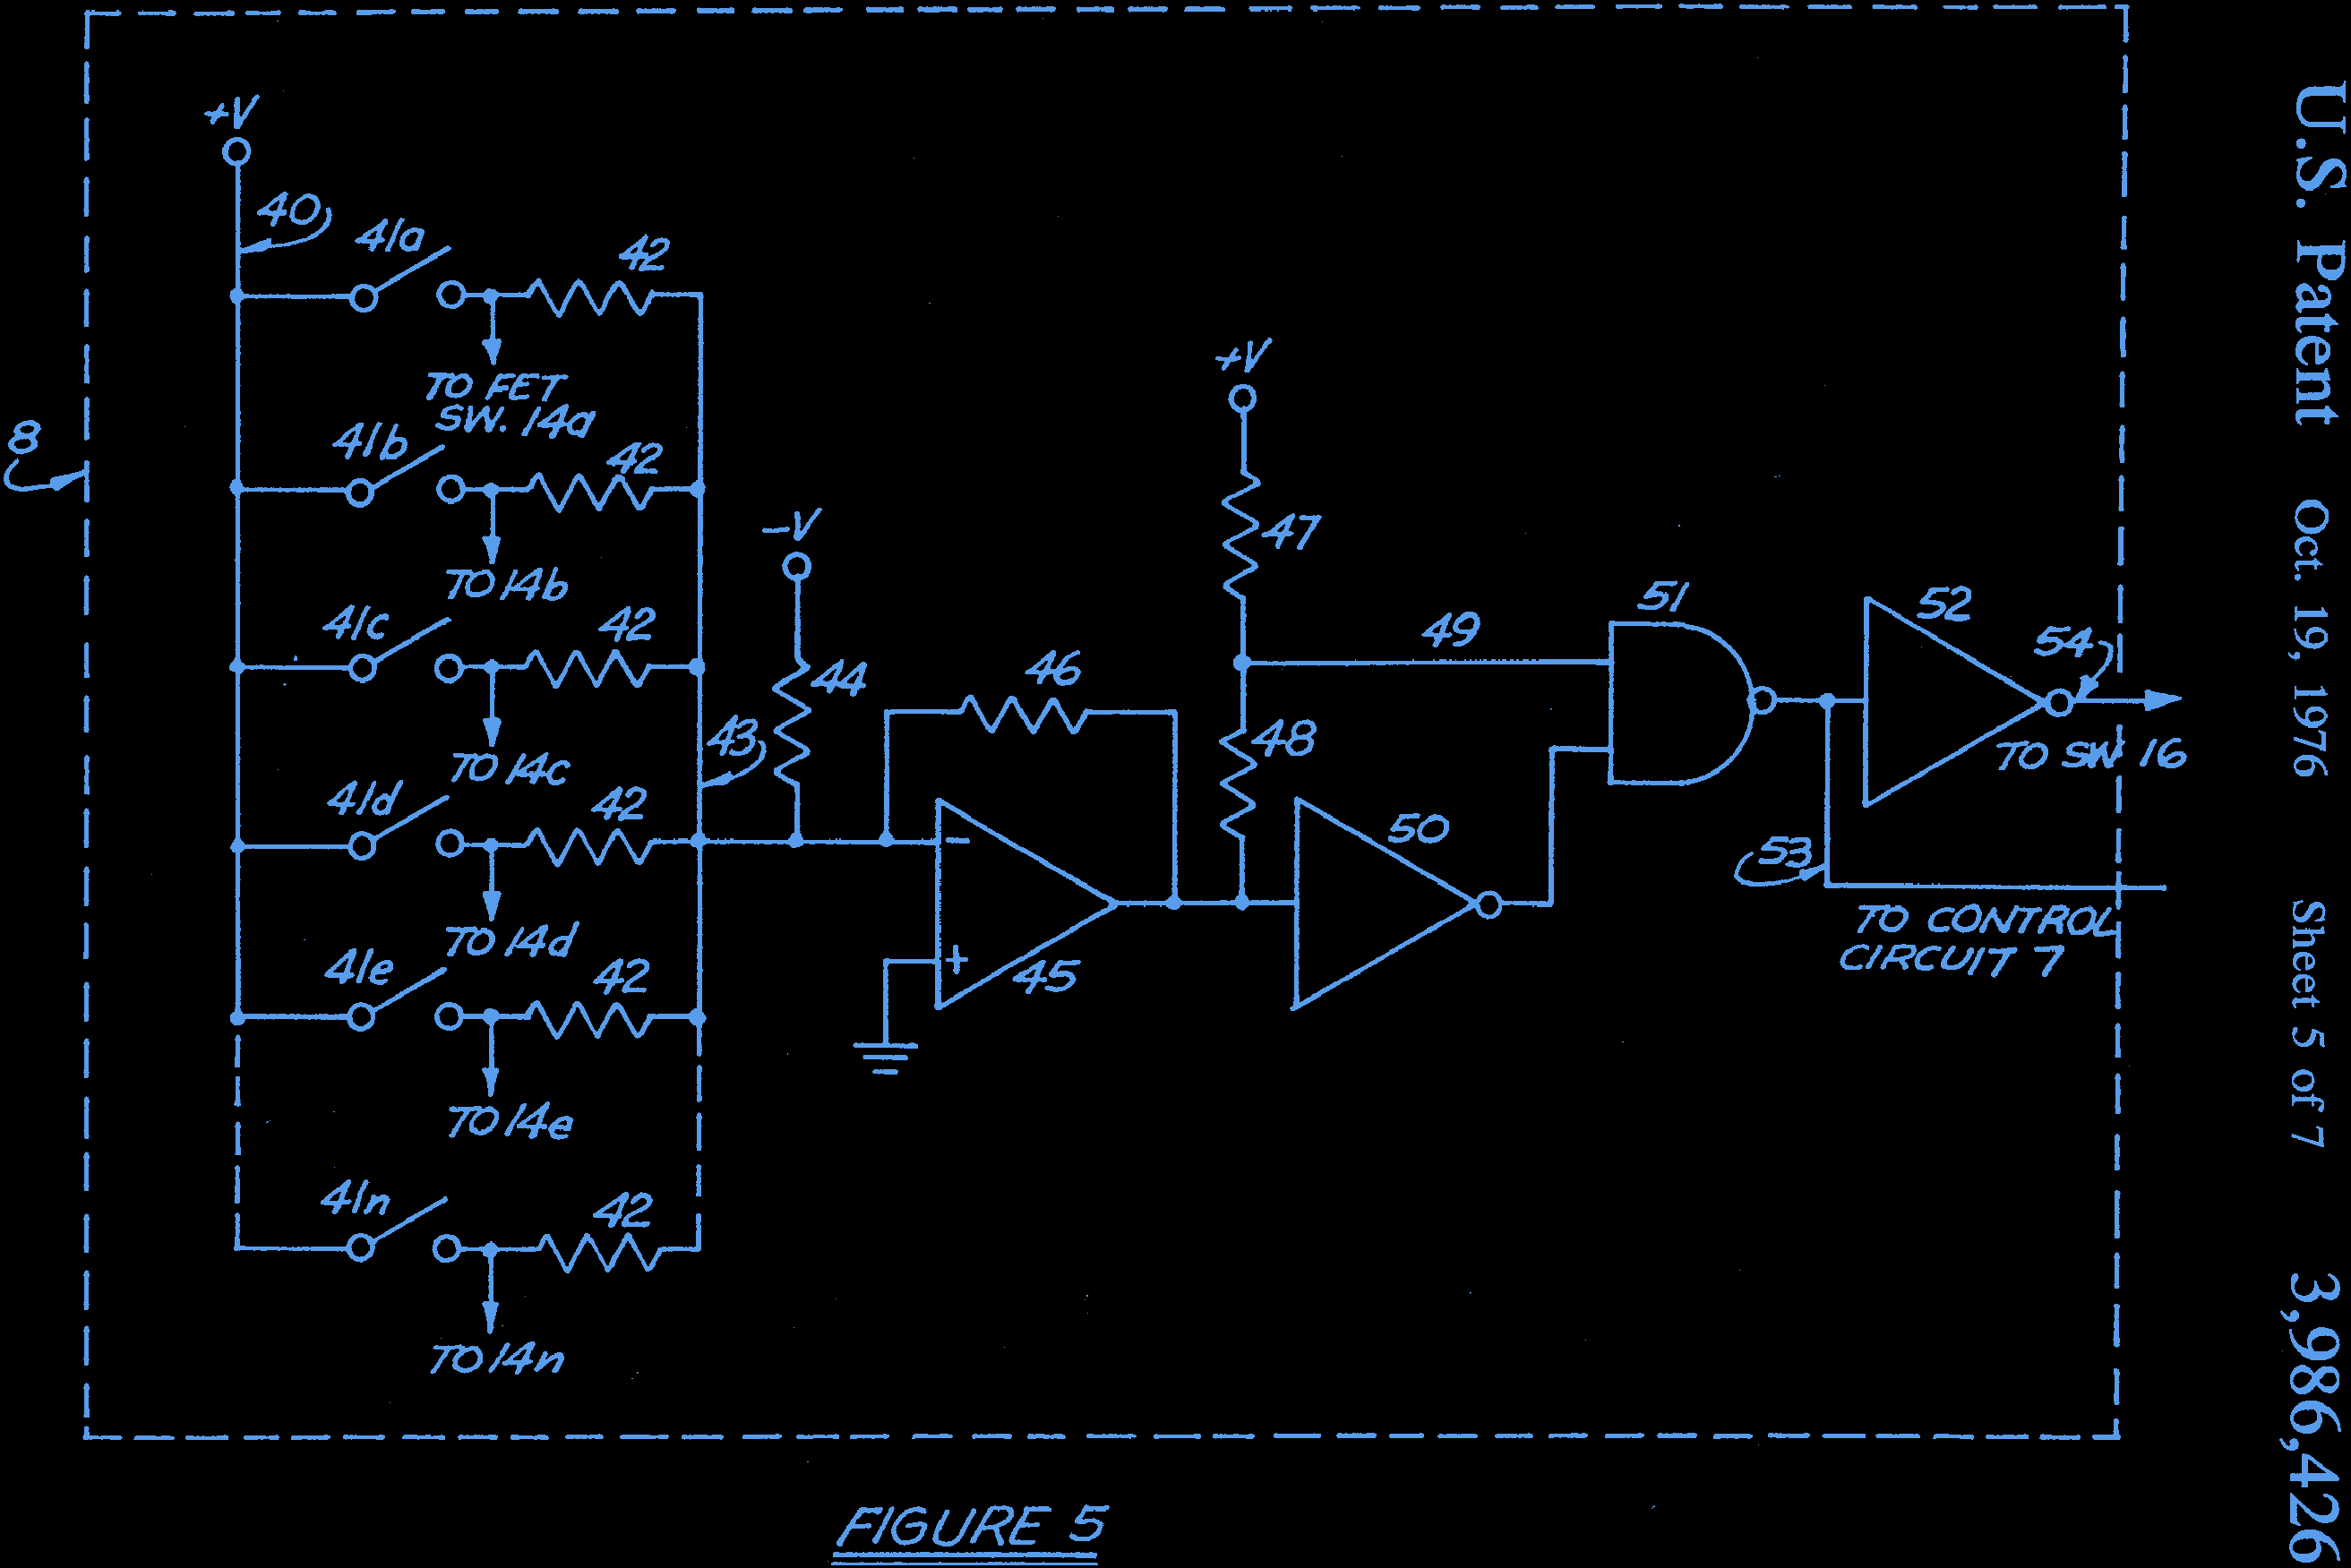 U.S. Patent Oct. 19, 1976 Sheet 5 of 7 3,986,426
+V
40
41a
42
TO FET
SW. 14a
8
41b
42
TO 14b
-V
+V
47
41c
42
TO 14c
43
44
46
48
49
51
52
54
TO SW 16
41d
42
TO 14d
-
+
45
50
53
TO CONTROL
CIRCUIT 7
41e
42
TO 14e
41n
42
TO 14n
FIGURE 5